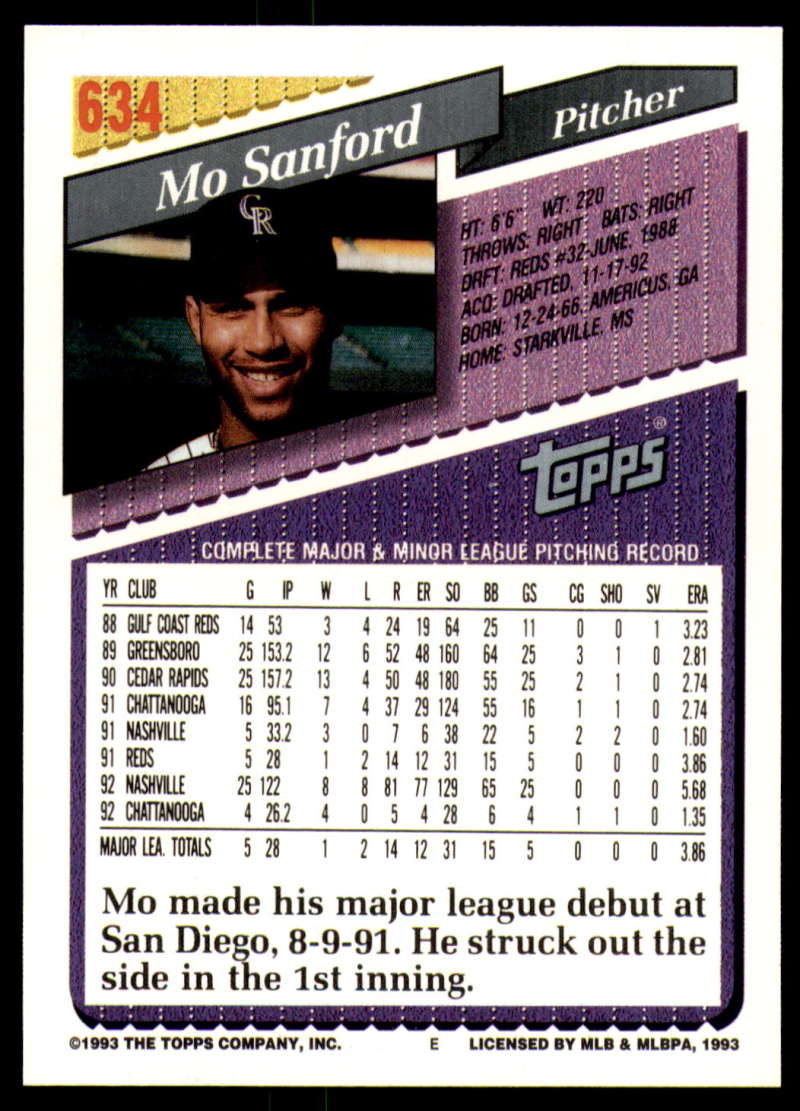 634
Mo Sanford
Pitcher
CR
HT: 6'6" WT: 220
THROWS: RIGHT BATS: RIGHT
DRFT: REDS #32-JUNE, 1988
ACQ: DRAFTED, 11-17-92
BORN: 12-24-66, AMERICUS, GA
HOME: STARKVILLE, MS
topps®
COMPLETE MAJOR & MINOR LEAGUE PITCHING RECORD
YR CLUB G IP W L R ER SO BB GS CG SHO SV ERA
88 GULF COAST REDS 14 53 3 4 24 19 64 25 11 0 0 1 3.23
89 GREENSBORO 25 153.2 12 6 52 48 160 64 25 3 1 0 2.81
90 CEDAR RAPIDS 25 157.2 13 4 50 48 180 55 25 2 1 0 2.74
91 CHATTANOOGA 16 95.1 7 4 37 29 124 55 16 1 1 0 2.74
91 NASHVILLE 5 33.2 3 0 7 6 38 22 5 2 2 0 1.60
91 REDS 5 28 1 2 14 12 31 15 5 0 0 0 3.86
92 NASHVILLE 25 122 8 8 81 77 129 65 25 0 0 0 5.68
92 CHATTANOOGA 4 26.2 4 0 5 4 28 6 4 1 1 0 1.35
MAJOR LEA. TOTALS 5 28 1 2 14 12 31 15 5 0 0 0 3.86
Mo made his major league debut at
San Diego, 8-9-91. He struck out the
side in the 1st inning.
©1993 THE TOPPS COMPANY, INC. E LICENSED BY MLB & MLBPA, 1993